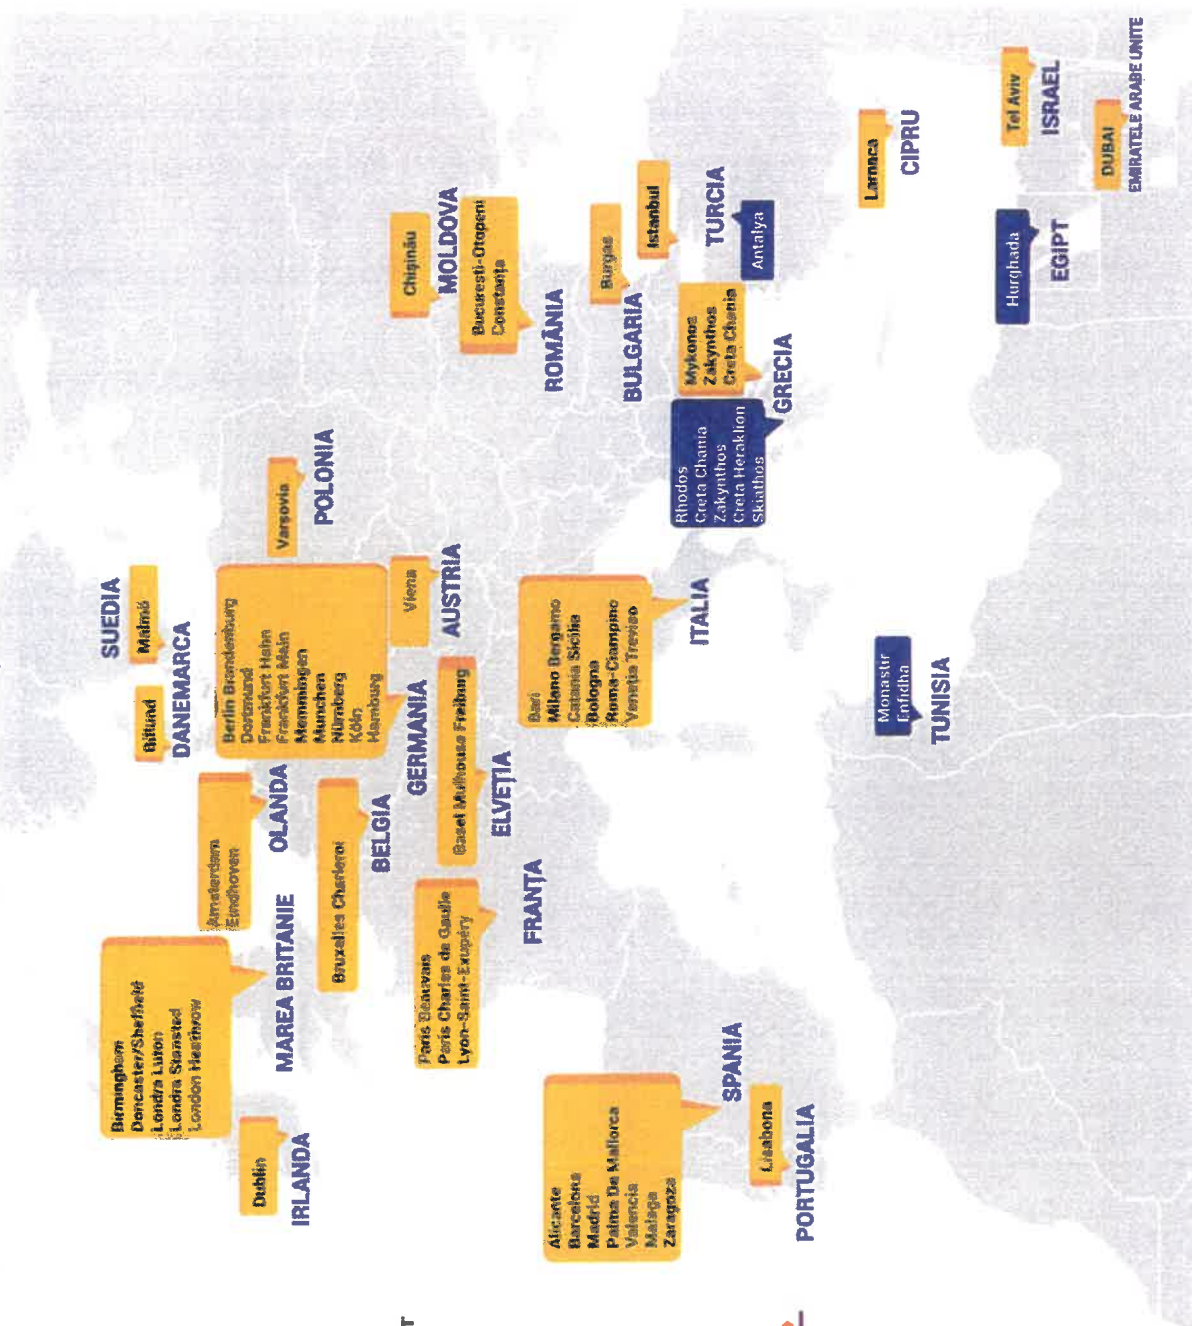 SUEDIA
Malmö
Billund
DANEMARCA
Birmingham
Doncaster/Sheffield
Londra Luton
Londra Stansted
London Heathrow
MAREA BRITANIE
Dublin
IRLANDA
Amsterdam
Eindhoven
OLANDA
Berlin Brandenburg
Dortmund
Frankfurt Hahn
Frankfurt Main
Memmingen
Munchen
Nürnberg
Köln
Hamburg
GERMANIA
Varsovia
POLONIA
Bruxelles Charleroi
BELGIA
Viena
AUSTRIA
Chișinău
MOLDOVA
Bucuresti-Otopeni
Constanța
ROMÂNIA
Paris Beauvais
Paris Charles de Gaulle
Lyon-Saint-Exupéry
FRANȚA
Basel Mulhouse Freiburg
ELVEȚIA
Bari
Milano Bergamo
Catania Sicilia
Bologna
Roma-Ciampino
Veneția Treviso
ITALIA
Burgas
BULGARIA
Istanbul
TURCIA
Antalya
Alicante
Barcelona
Madrid
Palma De Mallorca
Valencia
Malaga
Zaragoza
SPANIA
Lisabona
PORTUGALIA
Rhodos
Creta Chania
Zakynthos
Creta Heraklion
Skiathos
Mykonos
Zakynthos
Creta Chania
GRECIA
Larnaca
CIPRU
Monastir
Enfidha
TUNISIA
Hurghada
EGIPT
Tel Aviv
ISRAEL
DUBAI
EMIRATELE ARABE UNITE